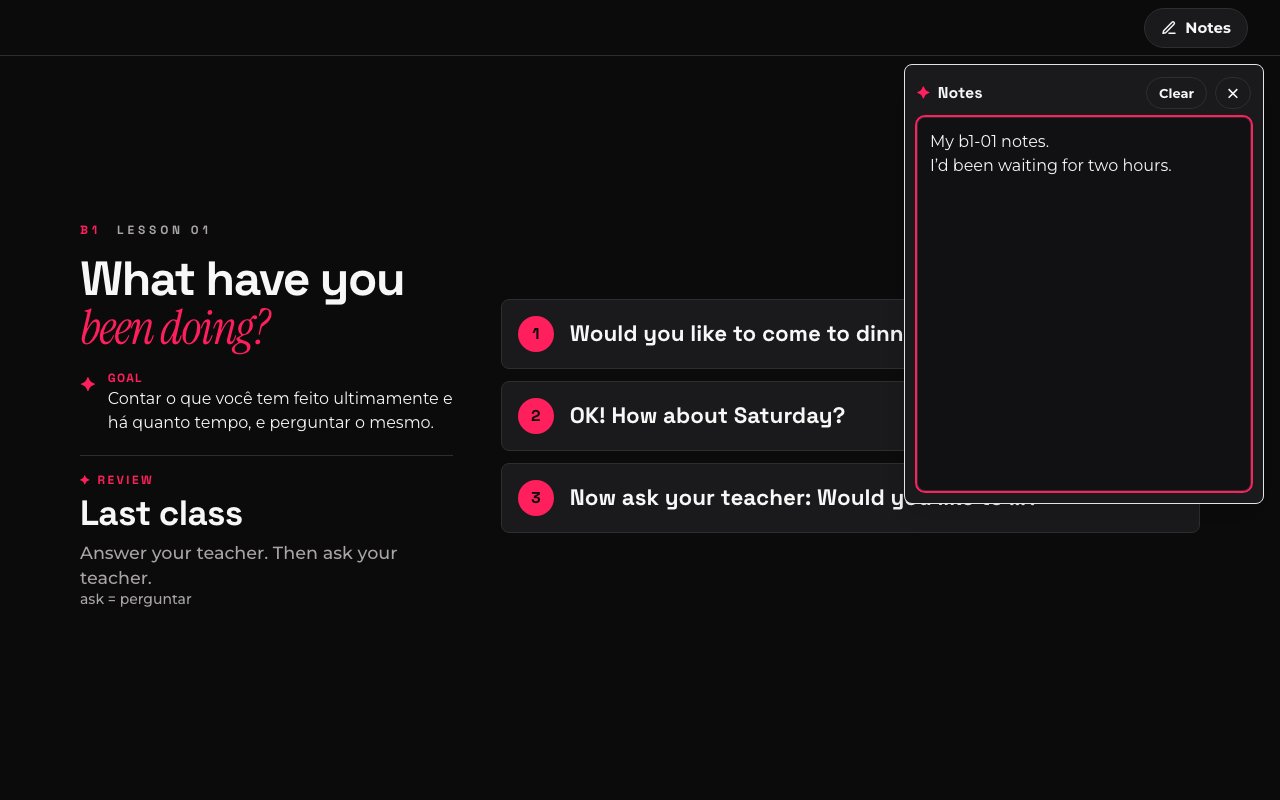 Notes
Notes
Clear
My b1-01 notes.
I'd been waiting for two hours.
B1 LESSON 01
What have you
been doing?
GOAL
Contar o que você tem feito ultimamente e
há quanto tempo, e perguntar o mesmo.
REVIEW
Last class
Answer your teacher. Then ask your
teacher.
ask = perguntar
1 Would you like to come to dinn
2 OK! How about Saturday?
3 Now ask your teacher: Would